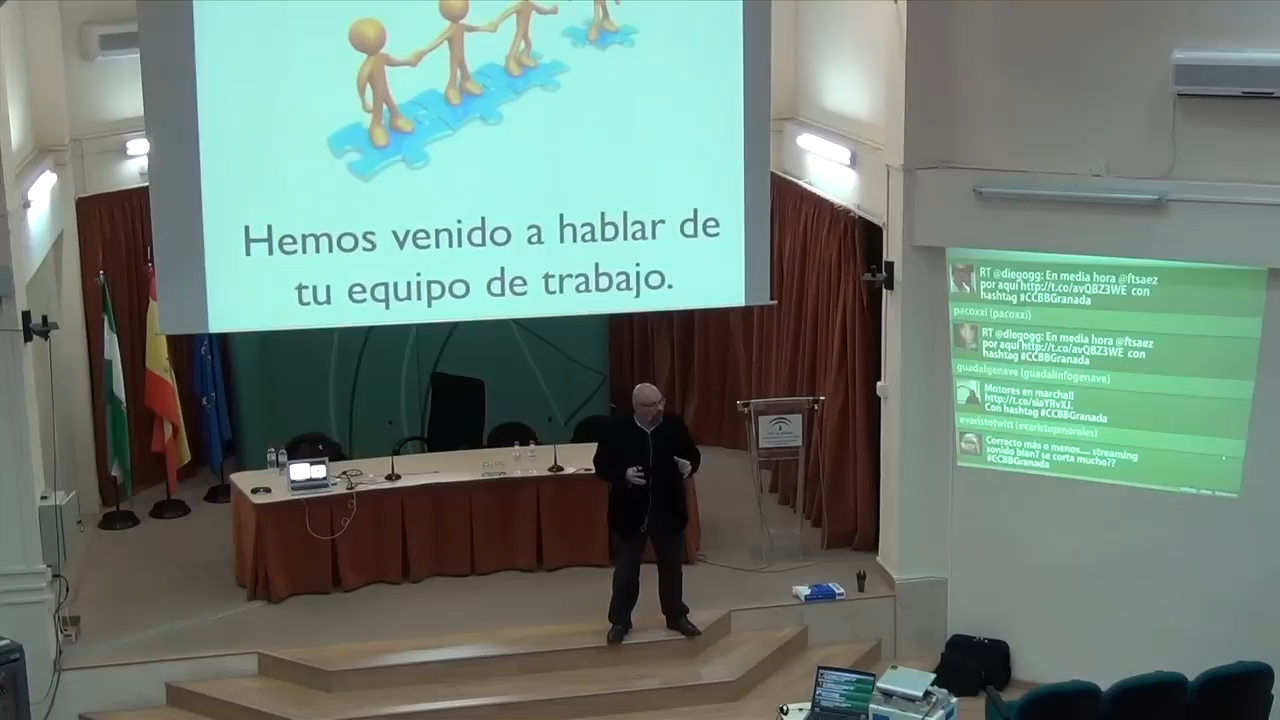 Hemos venido a hablar de
tu equipo de trabajo.
RT @diegogg: En media hora @ftsaez
por aquí http://t.co/avQBZ3WE con
hashtag #CCBBGranada
pacoxxi (pacoxxi)
RT @diegogg: En media hora @ftsaez
por aquí http://t.co/avQBZ3WE con
hashtag #CCBBGranada
guadalgenave (guadalinfogenave)
Motores en marcha!!
http://t.co/siaYRvXJ.
Con hashtag #CCBBGranada
evaristotwitt (evaristopmorales)
Correcto más o menos.... streaming
sonido bien? se corta mucho??
#CCBBGranada